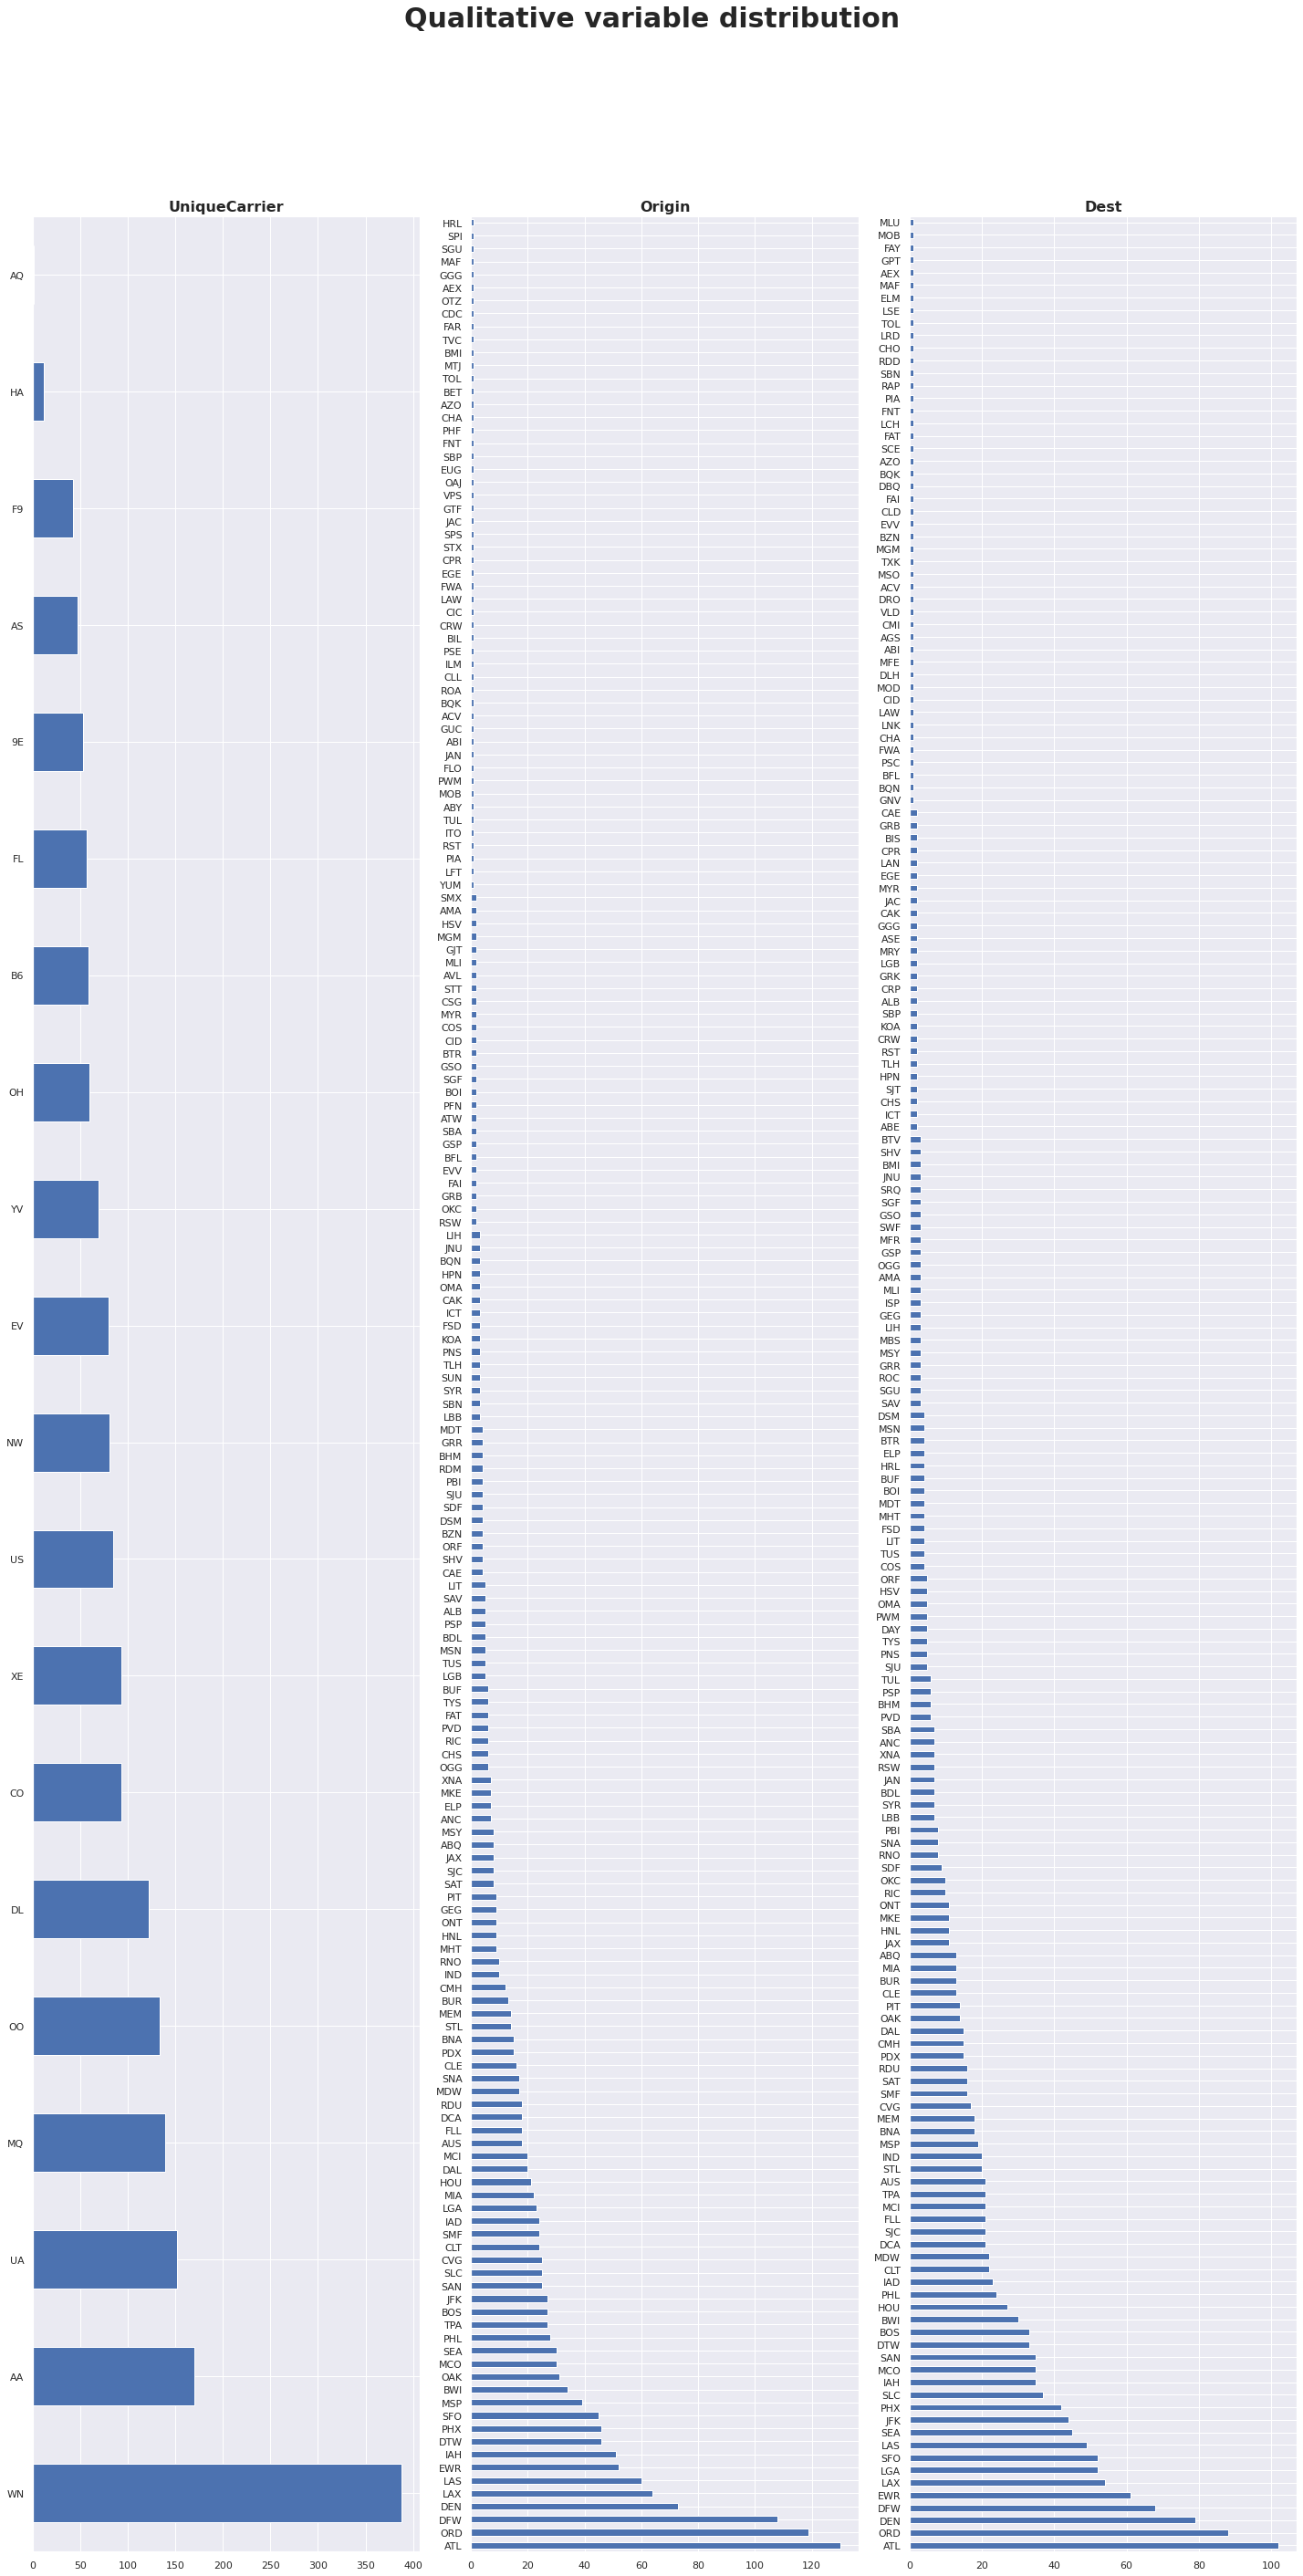 Qualitative variable distribution
UniqueCarrier
AQ
HA
F9
AS
9E
FL
B6
OH
YV
EV
NW
US
XE
CO
DL
OO
MQ
UA
AA
WN
0 50 100 150 200 250 300 350 400
Origin
HRL
SPI
SGU
MAF
GGG
AEX
OTZ
CDC
FAR
TVC
BMI
MTJ
TOL
BET
AZO
CHA
PHF
FNT
SBP
EUG
OAJ
VPS
GTF
JAC
SPS
STX
CPR
EGE
FWA
LAW
CIC
CRW
BIL
PSE
ILM
CLL
ROA
BQK
ACV
GUC
ABI
JAN
FLO
PWM
MOB
ABY
TUL
ITO
RST
PIA
LFT
YUM
SMX
AMA
HSV
MGM
GJT
MLI
AVL
STT
CSG
MYR
COS
CID
BTR
GSO
SGF
BOI
PFN
ATW
SBA
GSP
BFL
EVV
FAI
GRB
OKC
RSW
LIH
JNU
BQN
HPN
OMA
CAK
ICT
FSD
KOA
PNS
TLH
SUN
SYR
SBN
LBB
MDT
GRR
BHM
RDM
PBI
SJU
SDF
DSM
BZN
ORF
SHV
CAE
LIT
SAV
ALB
PSP
BDL
MSN
TUS
LGB
BUF
TYS
FAT
PVD
RIC
CHS
OGG
XNA
MKE
ELP
ANC
MSY
ABQ
JAX
SJC
SAT
PIT
GEG
ONT
HNL
MHT
RNO
IND
CMH
BUR
MEM
STL
BNA
PDX
CLE
SNA
MDW
RDU
DCA
FLL
AUS
MCI
DAL
HOU
MIA
LGA
IAD
SMF
CLT
CVG
SLC
SAN
JFK
BOS
TPA
PHL
SEA
MCO
OAK
BWI
MSP
SFO
PHX
DTW
IAH
EWR
LAS
LAX
DEN
DFW
ORD
ATL
0 20 40 60 80 100 120
Dest
MLU
MOB
FAY
GPT
AEX
MAF
ELM
LSE
TOL
LRD
CHO
RDD
SBN
RAP
PIA
FNT
LCH
FAT
SCE
AZO
BQK
DBQ
FAI
CLD
EVV
BZN
MGM
TXK
MSO
ACV
DRO
VLD
CMI
AGS
ABI
MFE
DLH
MOD
CID
LAW
LNK
CHA
FWA
PSC
BFL
BQN
GNV
CAE
GRB
BIS
CPR
LAN
EGE
MYR
JAC
CAK
GGG
ASE
MRY
LGB
GRK
CRP
ALB
SBP
KOA
CRW
RST
TLH
HPN
SJT
CHS
ICT
ABE
BTV
SHV
BMI
JNU
SRQ
SGF
GSO
SWF
MFR
GSP
OGG
AMA
MLI
ISP
GEG
LIH
MBS
MSY
GRR
ROC
SGU
SAV
DSM
MSN
BTR
ELP
HRL
BUF
BOI
MDT
MHT
FSD
LIT
TUS
COS
ORF
HSV
OMA
PWM
DAY
TYS
PNS
SJU
TUL
PSP
BHM
PVD
SBA
ANC
XNA
RSW
JAN
BDL
SYR
LBB
PBI
SNA
RNO
SDF
OKC
RIC
ONT
MKE
HNL
JAX
ABQ
MIA
BUR
CLE
PIT
OAK
DAL
CMH
PDX
RDU
SAT
SMF
CVG
MEM
BNA
MSP
IND
STL
AUS
TPA
MCI
FLL
SJC
DCA
MDW
CLT
IAD
PHL
HOU
BWI
BOS
DTW
SAN
MCO
IAH
SLC
PHX
JFK
SEA
LAS
SFO
LGA
LAX
EWR
DFW
DEN
ORD
ATL
0 20 40 60 80 100